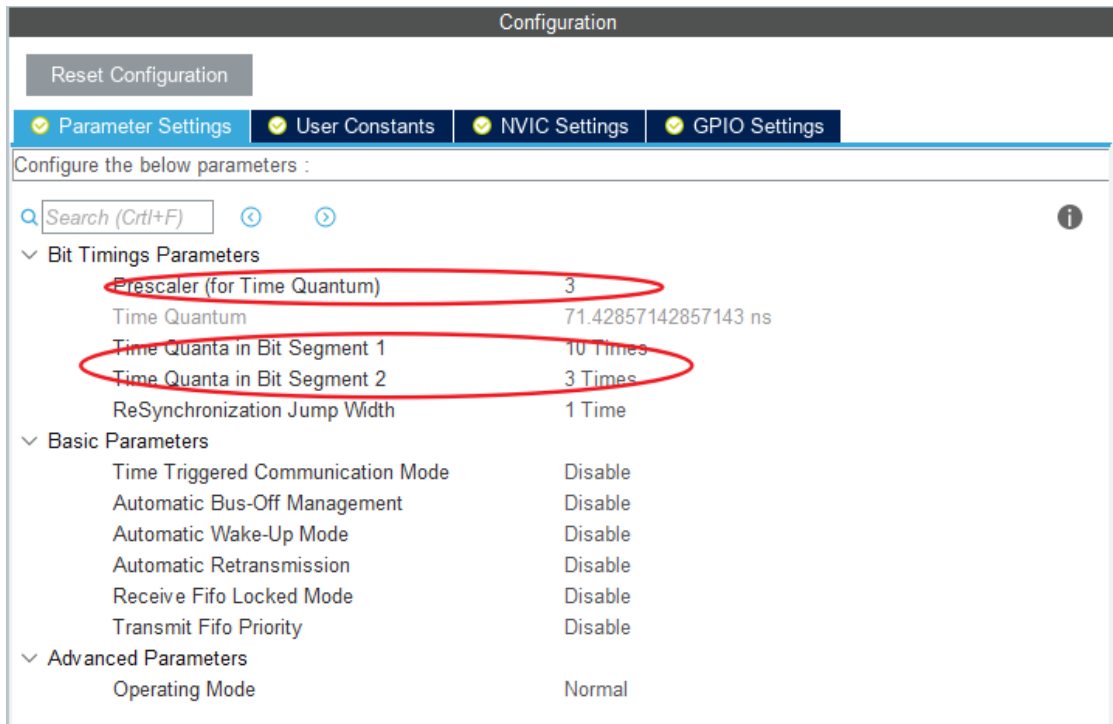 Configuration
Reset Configuration
Parameter Settings User Constants NVIC Settings GPIO Settings
Configure the below parameters :
Search (Crtl+F)
Bit Timings Parameters
Prescaler (for Time Quantum) 3
Time Quantum 71.42857142857143 ns
Time Quanta in Bit Segment 1 10 Times
Time Quanta in Bit Segment 2 3 Times
ReSynchronization Jump Width 1 Time
Basic Parameters
Time Triggered Communication Mode Disable
Automatic Bus-Off Management Disable
Automatic Wake-Up Mode Disable
Automatic Retransmission Disable
Receive Fifo Locked Mode Disable
Transmit Fifo Priority Disable
Advanced Parameters
Operating Mode Normal